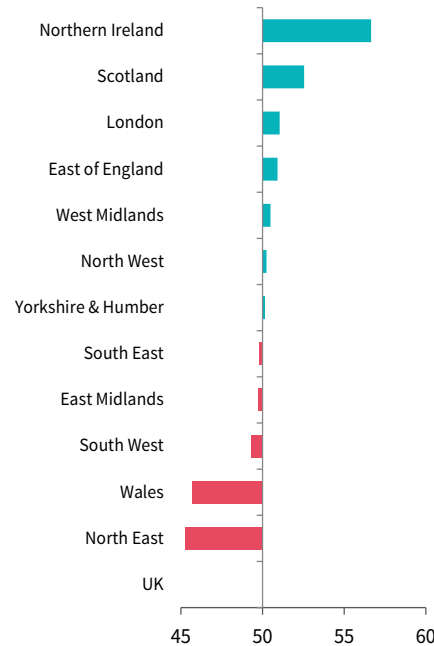 Northern Ireland
Scotland
London
East of England
West Midlands
North West
Yorkshire & Humber
South East
East Midlands
South West
Wales
North East
UK
45 50 55 60